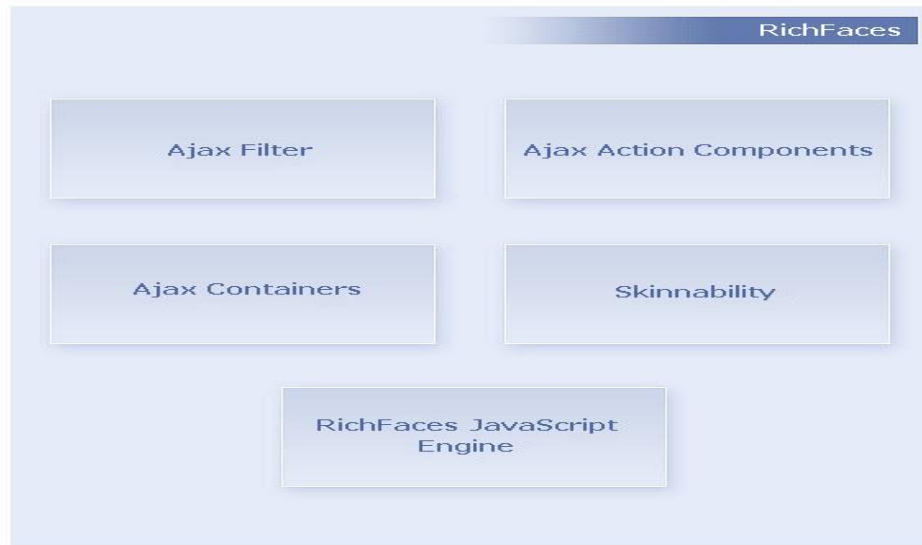 RichFaces
Ajax Filter
Ajax Action Components
Ajax Containers
Skinnability
RichFaces JavaScript
Engine